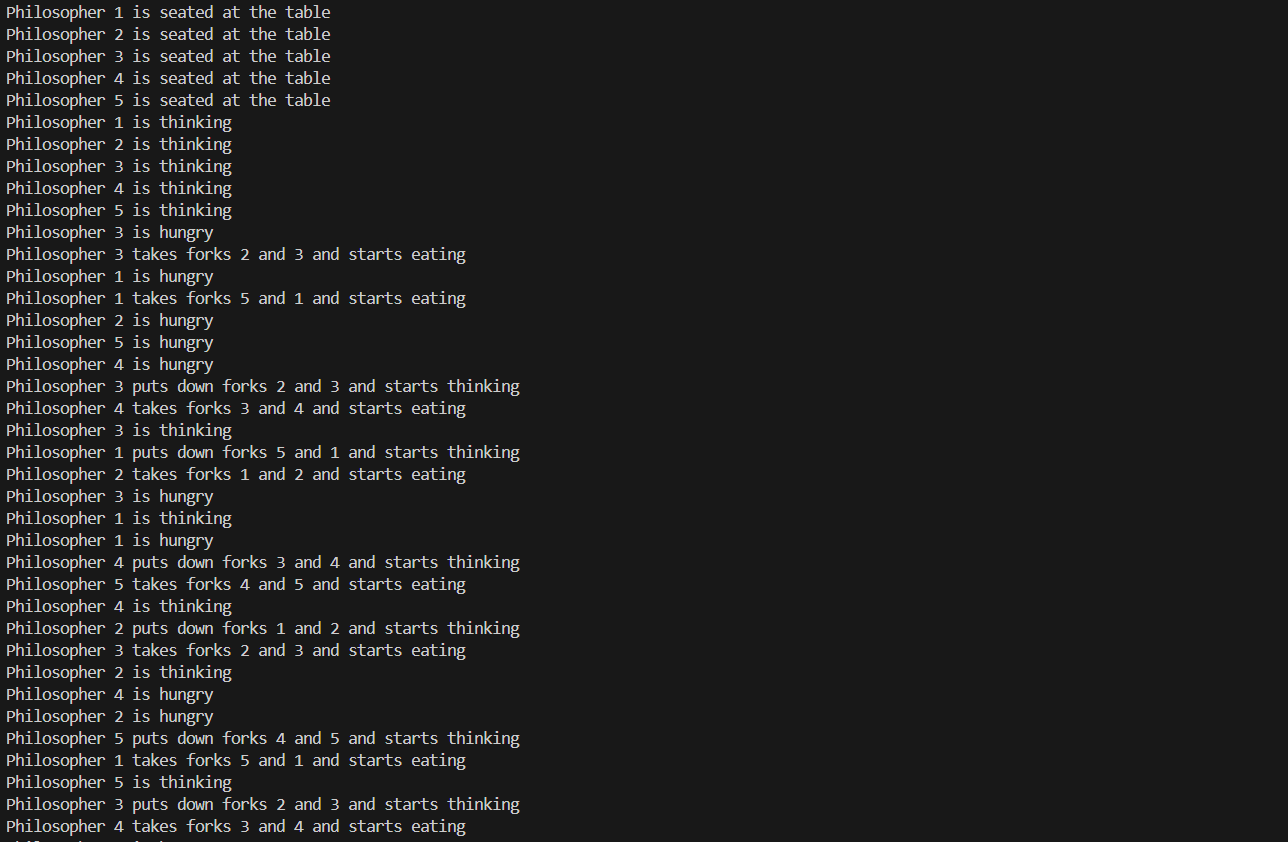 Philosopher 1 is seated at the table
Philosopher 2 is seated at the table
Philosopher 3 is seated at the table
Philosopher 4 is seated at the table
Philosopher 5 is seated at the table
Philosopher 1 is thinking
Philosopher 2 is thinking
Philosopher 3 is thinking
Philosopher 4 is thinking
Philosopher 5 is thinking
Philosopher 3 is hungry
Philosopher 3 takes forks 2 and 3 and starts eating
Philosopher 1 is hungry
Philosopher 1 takes forks 5 and 1 and starts eating
Philosopher 2 is hungry
Philosopher 5 is hungry
Philosopher 4 is hungry
Philosopher 3 puts down forks 2 and 3 and starts thinking
Philosopher 4 takes forks 3 and 4 and starts eating
Philosopher 3 is thinking
Philosopher 1 puts down forks 5 and 1 and starts thinking
Philosopher 2 takes forks 1 and 2 and starts eating
Philosopher 3 is hungry
Philosopher 1 is thinking
Philosopher 1 is hungry
Philosopher 4 puts down forks 3 and 4 and starts thinking
Philosopher 5 takes forks 4 and 5 and starts eating
Philosopher 4 is thinking
Philosopher 2 puts down forks 1 and 2 and starts thinking
Philosopher 3 takes forks 2 and 3 and starts eating
Philosopher 2 is thinking
Philosopher 4 is hungry
Philosopher 2 is hungry
Philosopher 5 puts down forks 4 and 5 and starts thinking
Philosopher 1 takes forks 5 and 1 and starts eating
Philosopher 5 is thinking
Philosopher 3 puts down forks 2 and 3 and starts thinking
Philosopher 4 takes forks 3 and 4 and starts eating